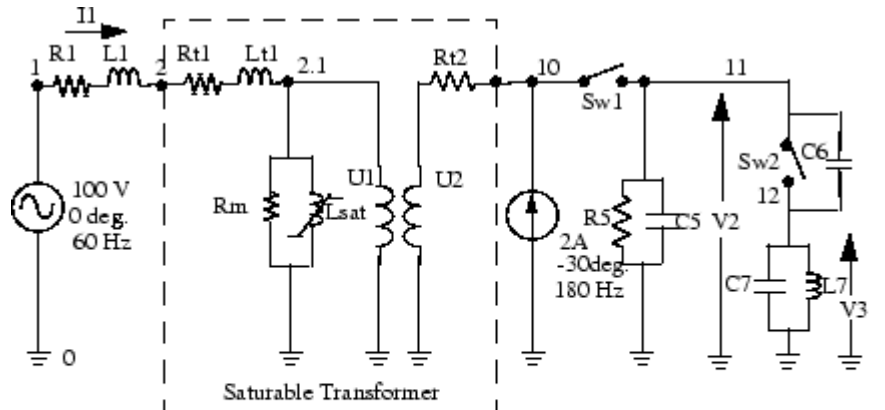 I1
R1
L1
Rt1
Lt1
1
2
2.1
Rt2
10
Sw1
11
100 V
0 deg.
60 Hz
Rm
Lsat
U1
U2
2A
-30deg.
180 Hz
R5
C5
V2
Sw2
C6
12
C7
L7
V3
0
Saturable Transformer